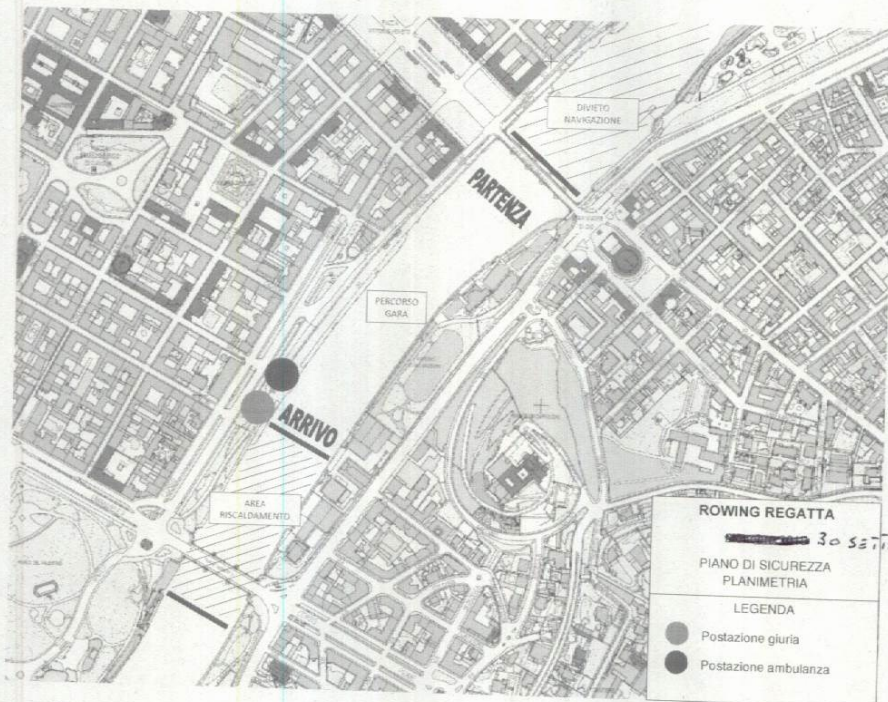 DIVIETO
NAVIGAZIONE
PARTENZA
PERCORSO
GARA
ARRIVO
AREA
RISCALDAMENTO
ROWING REGATTA
30 SETT
PIANO DI SICUREZZA
PLANIMETRIA
LEGENDA
Postazione giuria
Postazione ambulanza